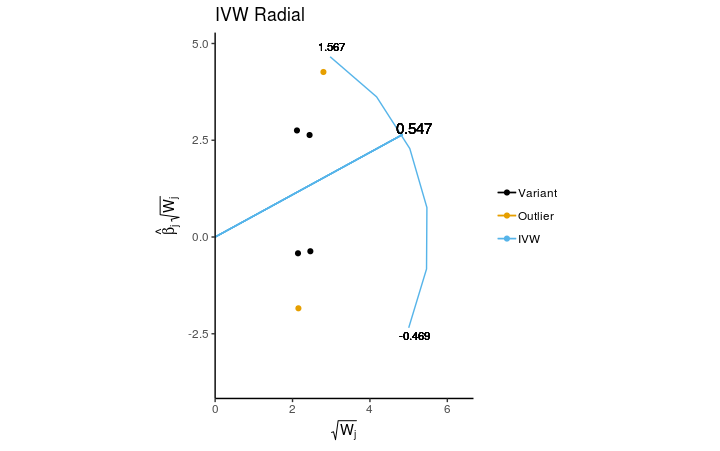 IVW Radial
1.567
5.0
0.547
2.5
β̂j√Wj
0.0
-2.5
-0.469
0 2 4 6
√Wj
Variant
Outlier
IVW